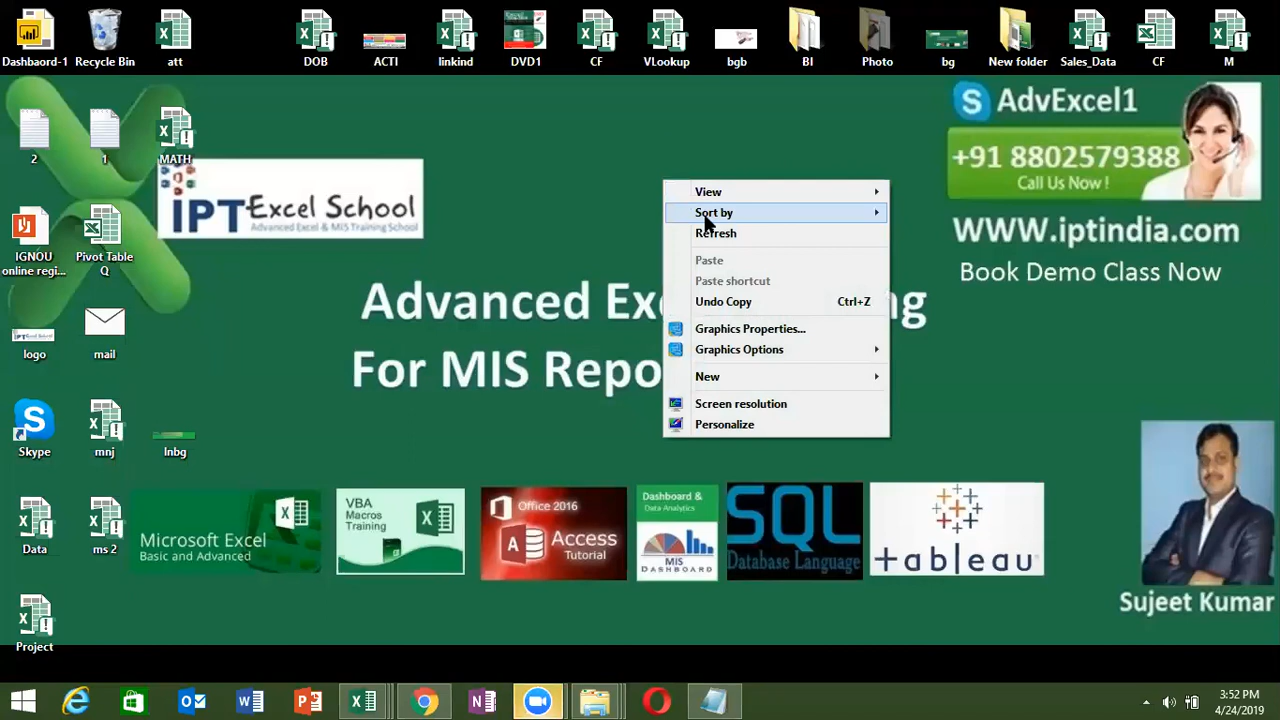 Dashbaord-1
Recycle Bin
att
DOB
ACTI
linkind
DVD1
CF
VLookup
bgb
BI
Photo
bg
New folder
Sales_Data
CF
M
2
1
MATH
IPT Excel School
Advanced Excel & MIS Training School
AdvExcel1
+91 8802579388
Call Us Now !
WWW.iptindia.com
Book Demo Class Now
IGNOU
online regi...
Pivot Table
Q
logo
mail
Skype
mnj
lnbg
Data
ms 2
Project
Advanced Exc
ng
For MIS Repo
View
Sort by
Refresh
Paste
Paste shortcut
Undo Copy Ctrl+Z
Graphics Properties...
Graphics Options
New
Screen resolution
Personalize
Microsoft Excel
Basic and Advanced
VBA
Macros
Training
Office 2016
Access
Tutorial
Dashboard &
Data Analytics
MIS
DASHBOARD
SQL
Database Language
+ableau
Sujeet Kumar
3:52 PM
4/24/2019